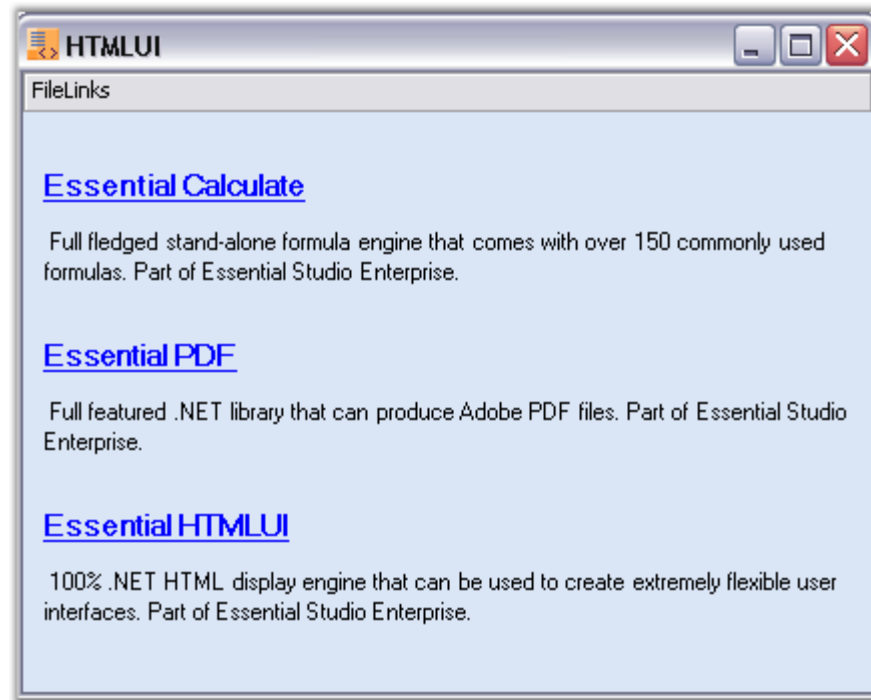 HTMLUI
FileLinks
Essential Calculate
Full fledged stand-alone formula engine that comes with over 150 commonly used
formulas. Part of Essential Studio Enterprise.
Essential PDF
Full featured .NET library that can produce Adobe PDF files. Part of Essential Studio
Enterprise.
Essential HTMLUI
100% .NET HTML display engine that can be used to create extremely flexible user
interfaces. Part of Essential Studio Enterprise.